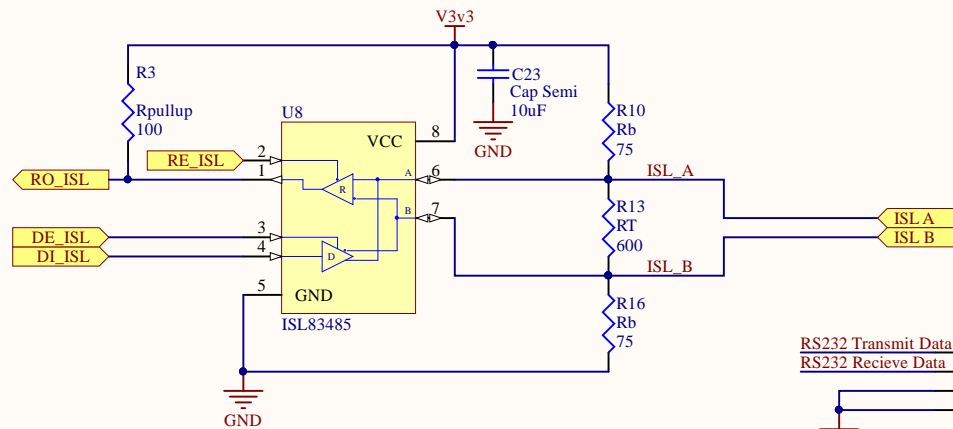 V3v3
R3
Rpullup
100
C23
Cap Semi
10uF
GND
R10
Rb
75
U8
VCC
8
RE_ISL
2
RO_ISL
1
R
A
6
ISL_A
B
7
R13
RT
600
ISL A
ISL B
DE_ISL
3
DI_ISL
4
D
ISL_B
5
GND
ISL83485
R16
Rb
75
GND
RS232 Transmit Data
RS232 Recieve Data